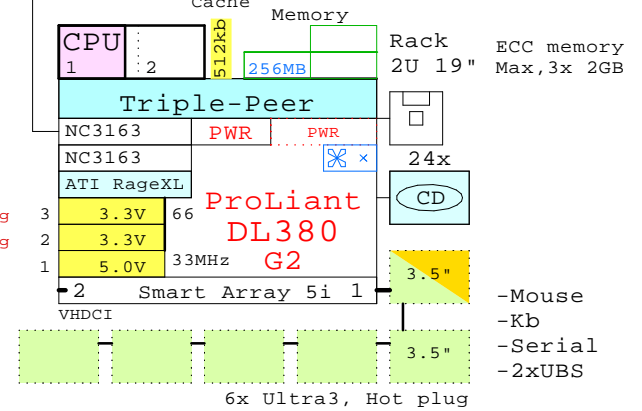 Cache
Memory
CPU
1
2
512kb
256MB
Rack
2U 19"
ECC memory
Max,3x 2GB
Triple-Peer
NC3163
PWR
PWR
NC3163
×
24x
ATI RageXL
ProLiant
DL380
G2
CD
g 3 3.3V 66
g 2 3.3V
1 5.0V 33MHz
3.5"
2 Smart Array 5i 1
VHDCI
-Mouse
-Kb
-Serial
-2xUBS
3.5"
6x Ultra3, Hot plug